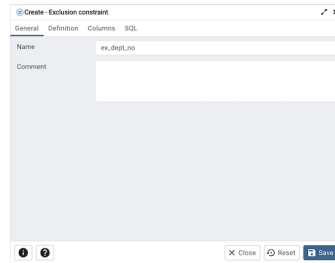 Create - Exclusion constraint
General Definition Columns SQL
Name ex_dept_no
Comment
Close Reset Save